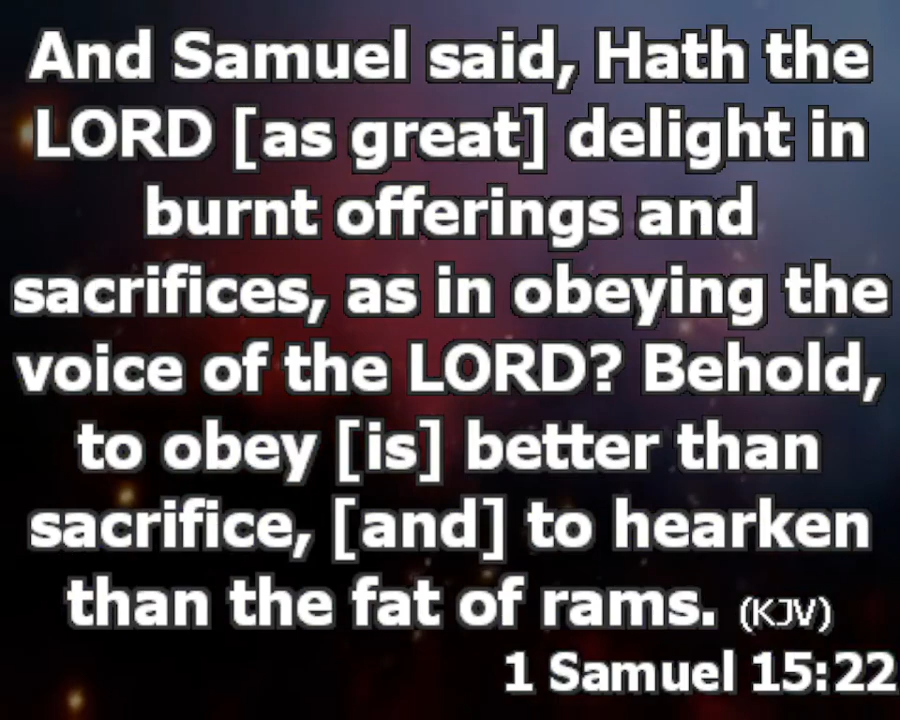 And Samuel said, Hath the
LORD [as great] delight in
burnt offerings and
sacrifices, as in obeying the
voice of the LORD? Behold,
to obey [is] better than
sacrifice, [and] to hearken
than the fat of rams. (KJV)
1 Samuel 15:22